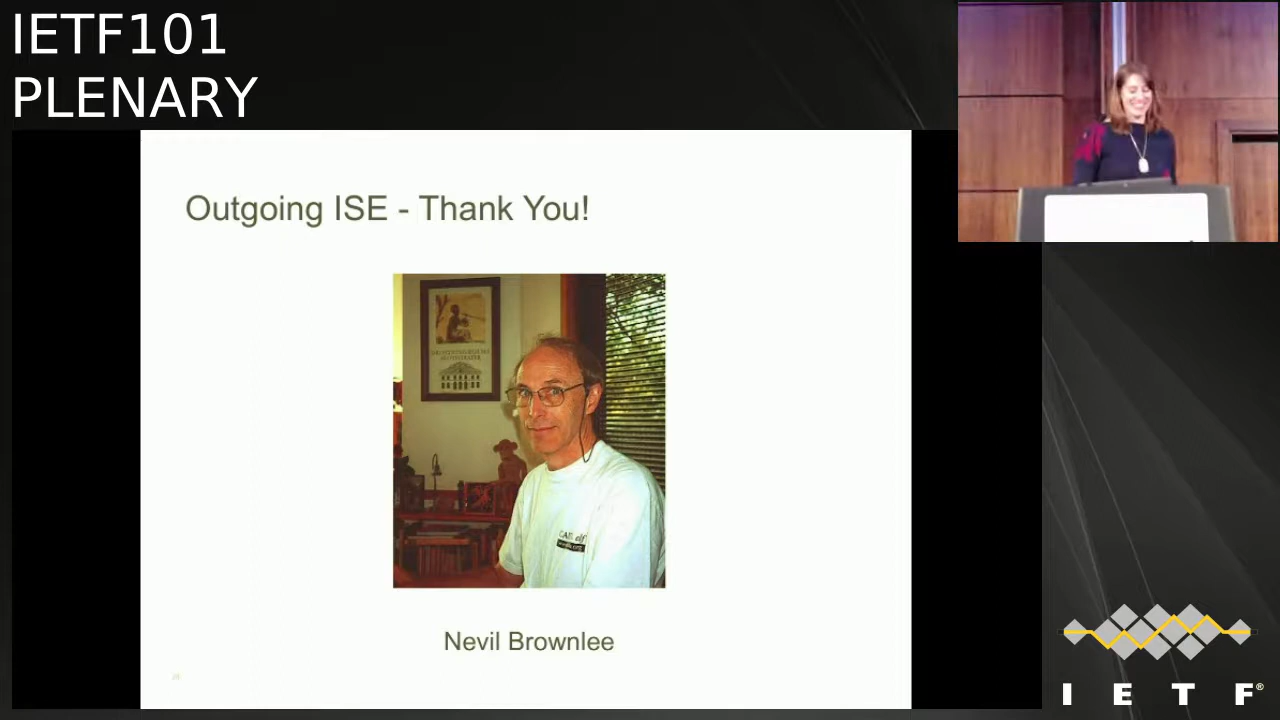 IETF101
PLENARY
Outgoing ISE - Thank You!
Nevil Brownlee
I E T F®